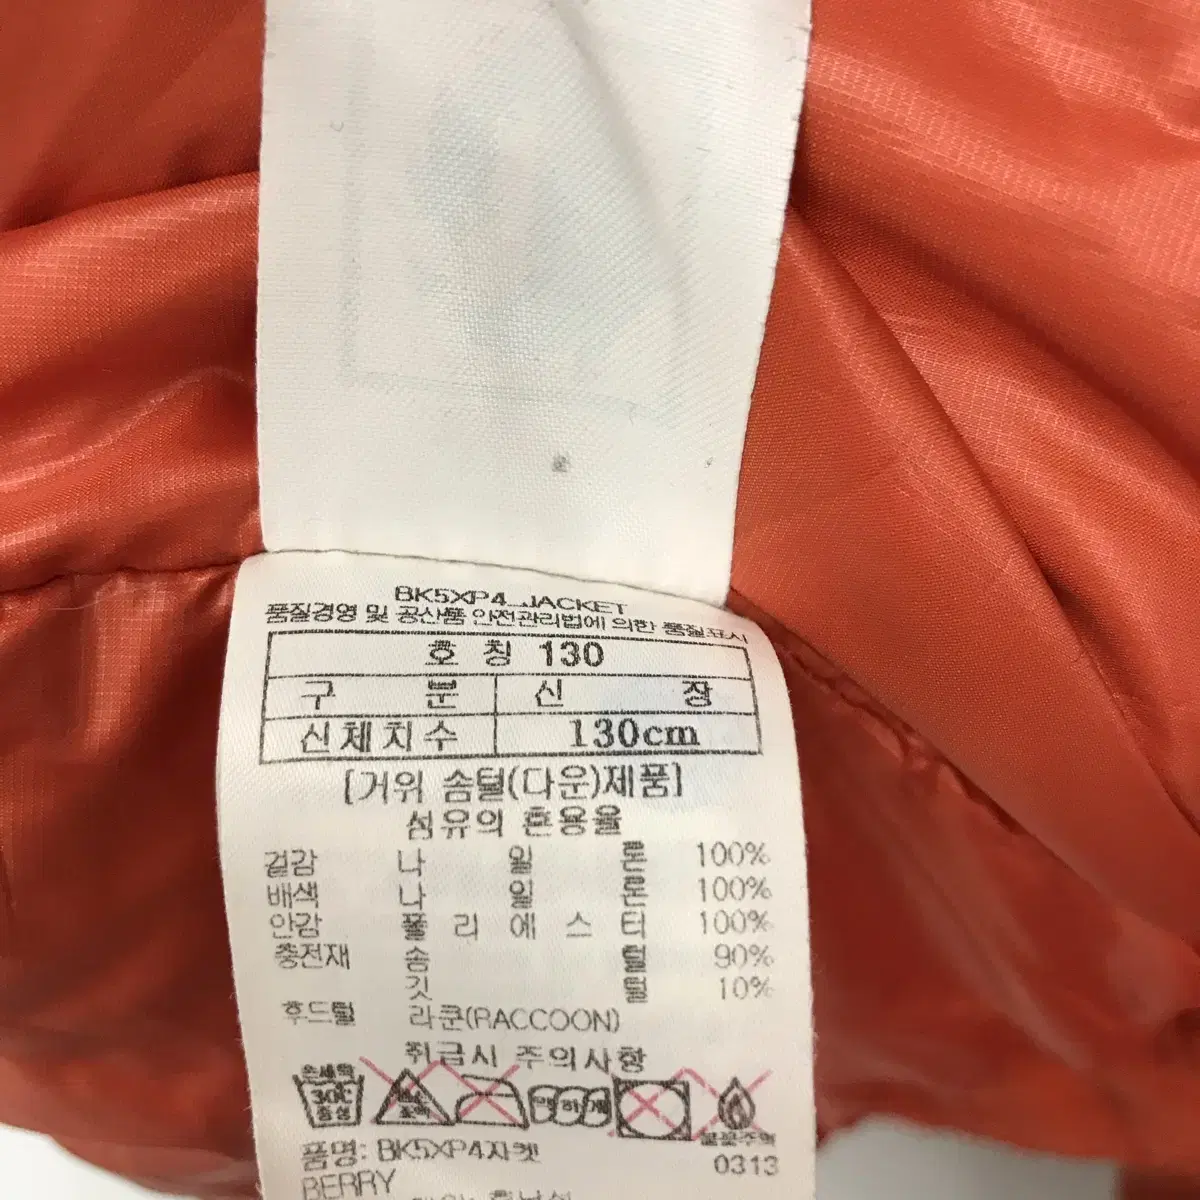 BK5XP4_JACKET
품질경영 및 공산품 안전관리법에 의한 품질표시
호 칭 130
구 분 신 장
신체치수 130cm
[거위 솜털(다운)제품]
섬유의 혼용율
겉감 나 일 론 100%
배색 나 일 론 100%
안감 폴 리 에 스 터 100%
충전재 솜 털 90%
깃 털 10%
후드털 라쿤(RACCOON)
취급시 주의사항
손세탁
30℃
중성
약하게
불꽃주의
품명: BK5XP4자켓 0313
BERRY